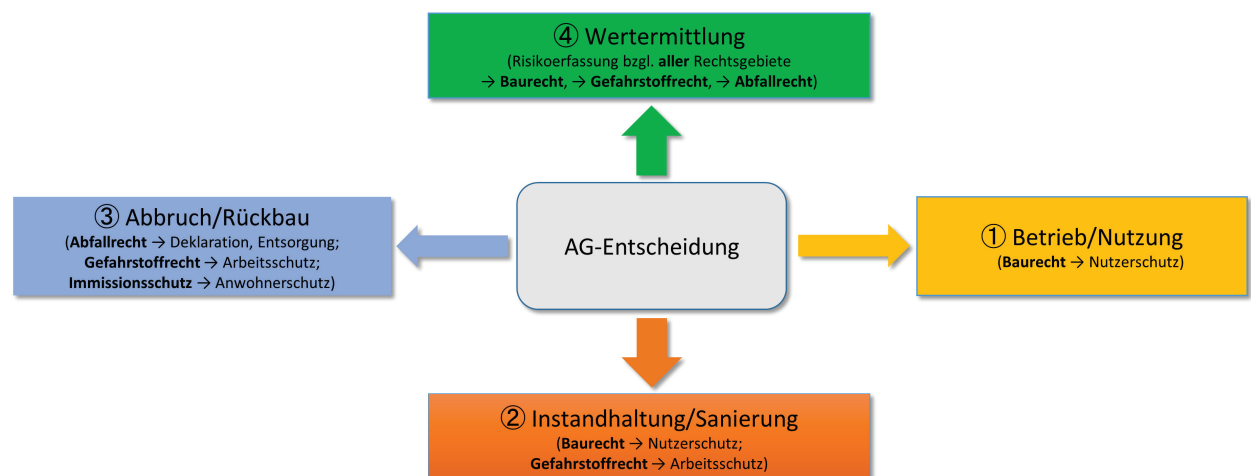 ④ Wertermittlung
(Risikoerfassung bzgl. aller Rechtsgebiete
→ Baurecht, → Gefahrstoffrecht, → Abfallrecht)
③ Abbruch/Rückbau
(Abfallrecht → Deklaration, Entsorgung;
Gefahrstoffrecht → Arbeitsschutz;
Immissionsschutz → Anwohnerschutz)
AG-Entscheidung
① Betrieb/Nutzung
(Baurecht → Nutzerschutz)
② Instandhaltung/Sanierung
(Baurecht → Nutzerschutz;
Gefahrstoffrecht → Arbeitsschutz)